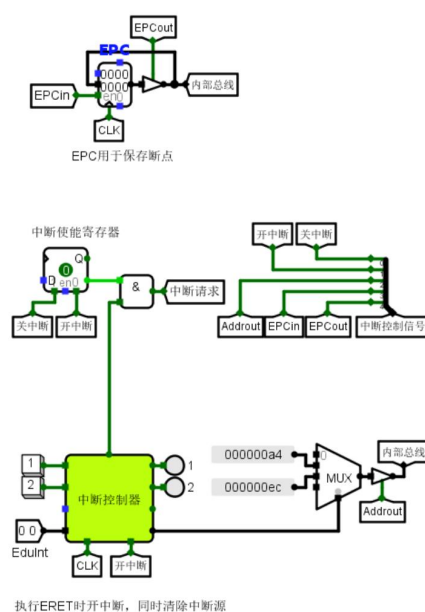 EPCout
EPC
0000
0000
en0
EPCin
内部总线
CLK
EPC用于保存断点
中断使能寄存器
Q
0
D en0
&
中断请求
关中断
开中断
开中断
关中断
Addrout
EPCin
EPCout
中断控制信号
1
2
中断控制器
1
2
0 0
EduInt
CLK
开中断
000000a4
000000ec
0
MUX
内部总线
Addrout
执行ERET时开中断，同时清除中断源